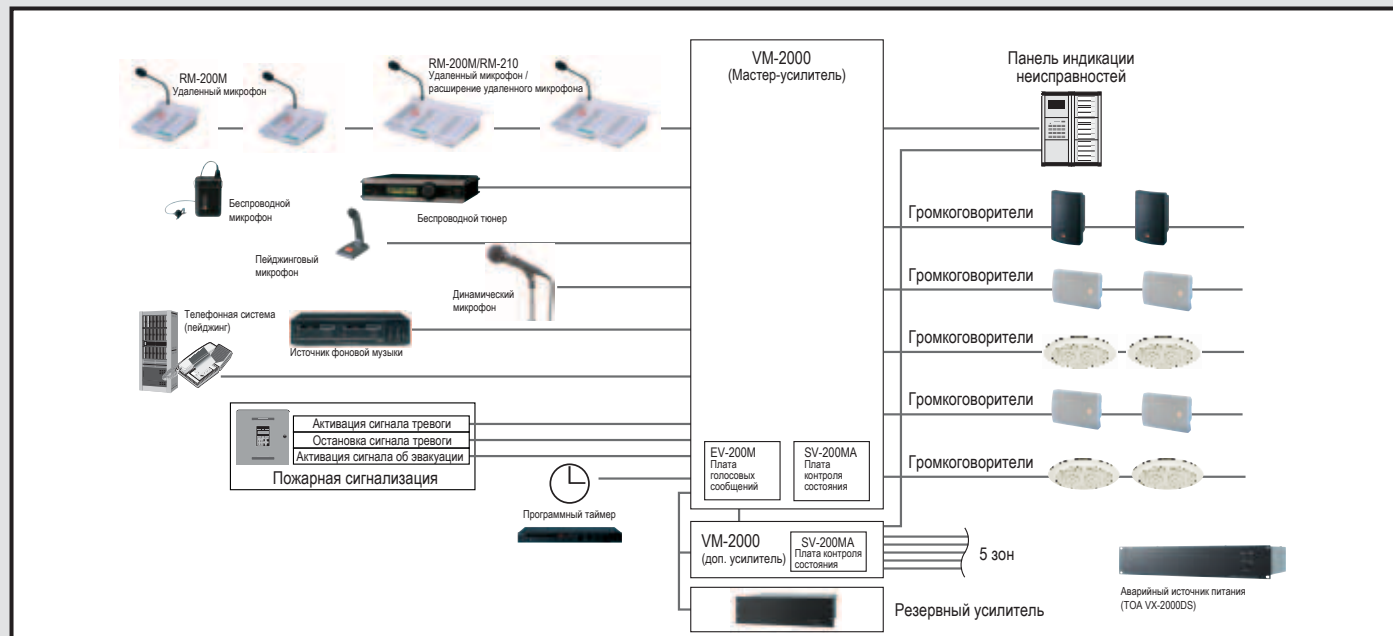 RM-200M
Удаленный микрофон
RM-200M/RM-210
Удаленный микрофон /
расширение удаленного микрофона
VM-2000
(Мастер-усилитель)
Панель индикации
неисправностей
Беспроводной
микрофон
Беспроводной тюнер
Громкоговорители
Пейджинговый
микрофон
Громкоговорители
Динамический
микрофон
Телефонная система
(пейджинг)
Источник фоновой музыки
Громкоговорители
Громкоговорители
Активация сигнала тревоги
Остановка сигнала тревоги
Активация сигнала об эвакуации
Пожарная сигнализация
EV-200M
Плата
голосовых
сообщений
SV-200MA
Плата
контроля
состояния
Громкоговорители
Программный таймер
VM-2000
(доп. усилитель)
SV-200MA
Плата контроля
состояния
5 зон
Аварийный источник питания
(TOA VX-2000DS)
Резервный усилитель